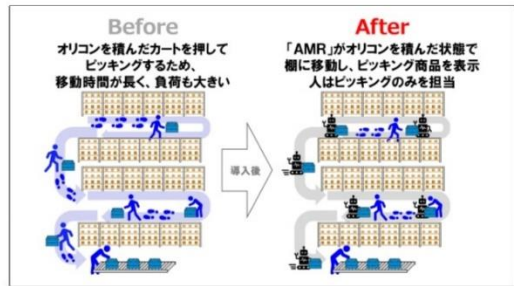 Before
オリコンを積んだカートを押して
ピッキングするため、
移動時間が長く、負荷も大きい
導入後
After
「AMR」がオリコンを積んだ状態で
棚に移動し、ピッキング商品を表示
人はピッキングのみを担当